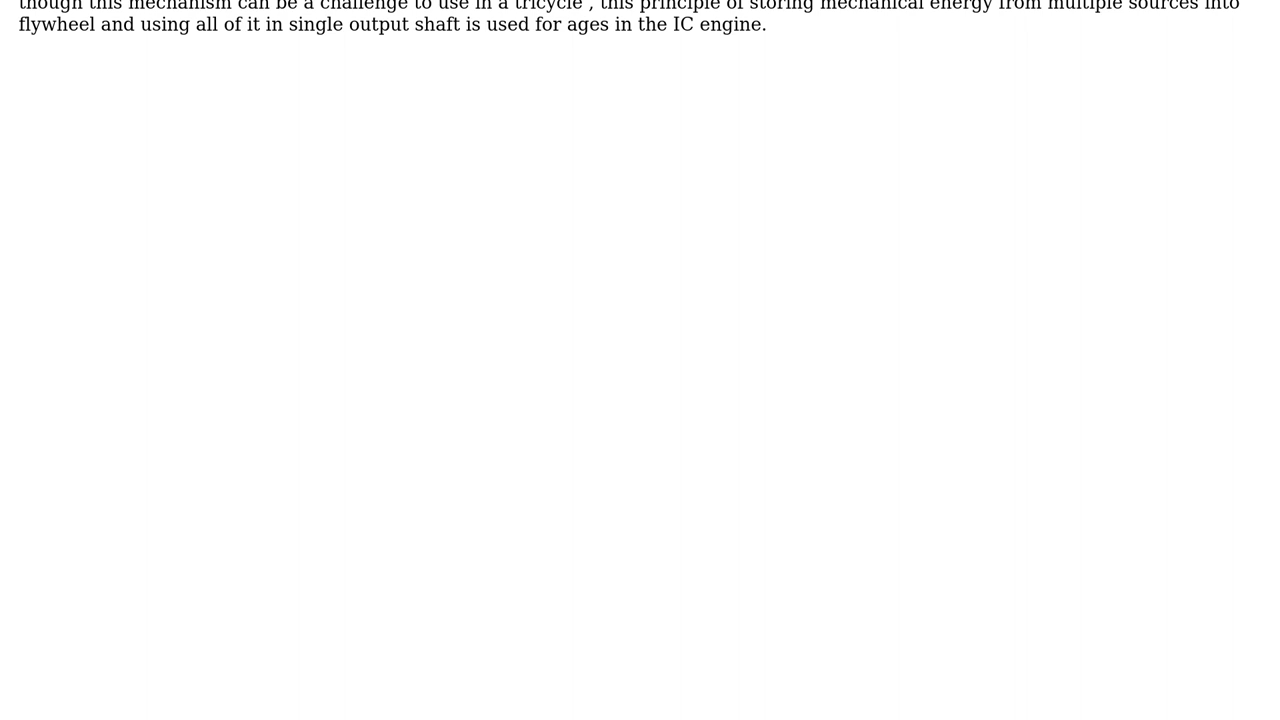 though this mechanism can be a challenge to use in a tricycle , this principle of storing mechanical energy from multiple sources into
flywheel and using all of it in single output shaft is used for ages in the IC engine.